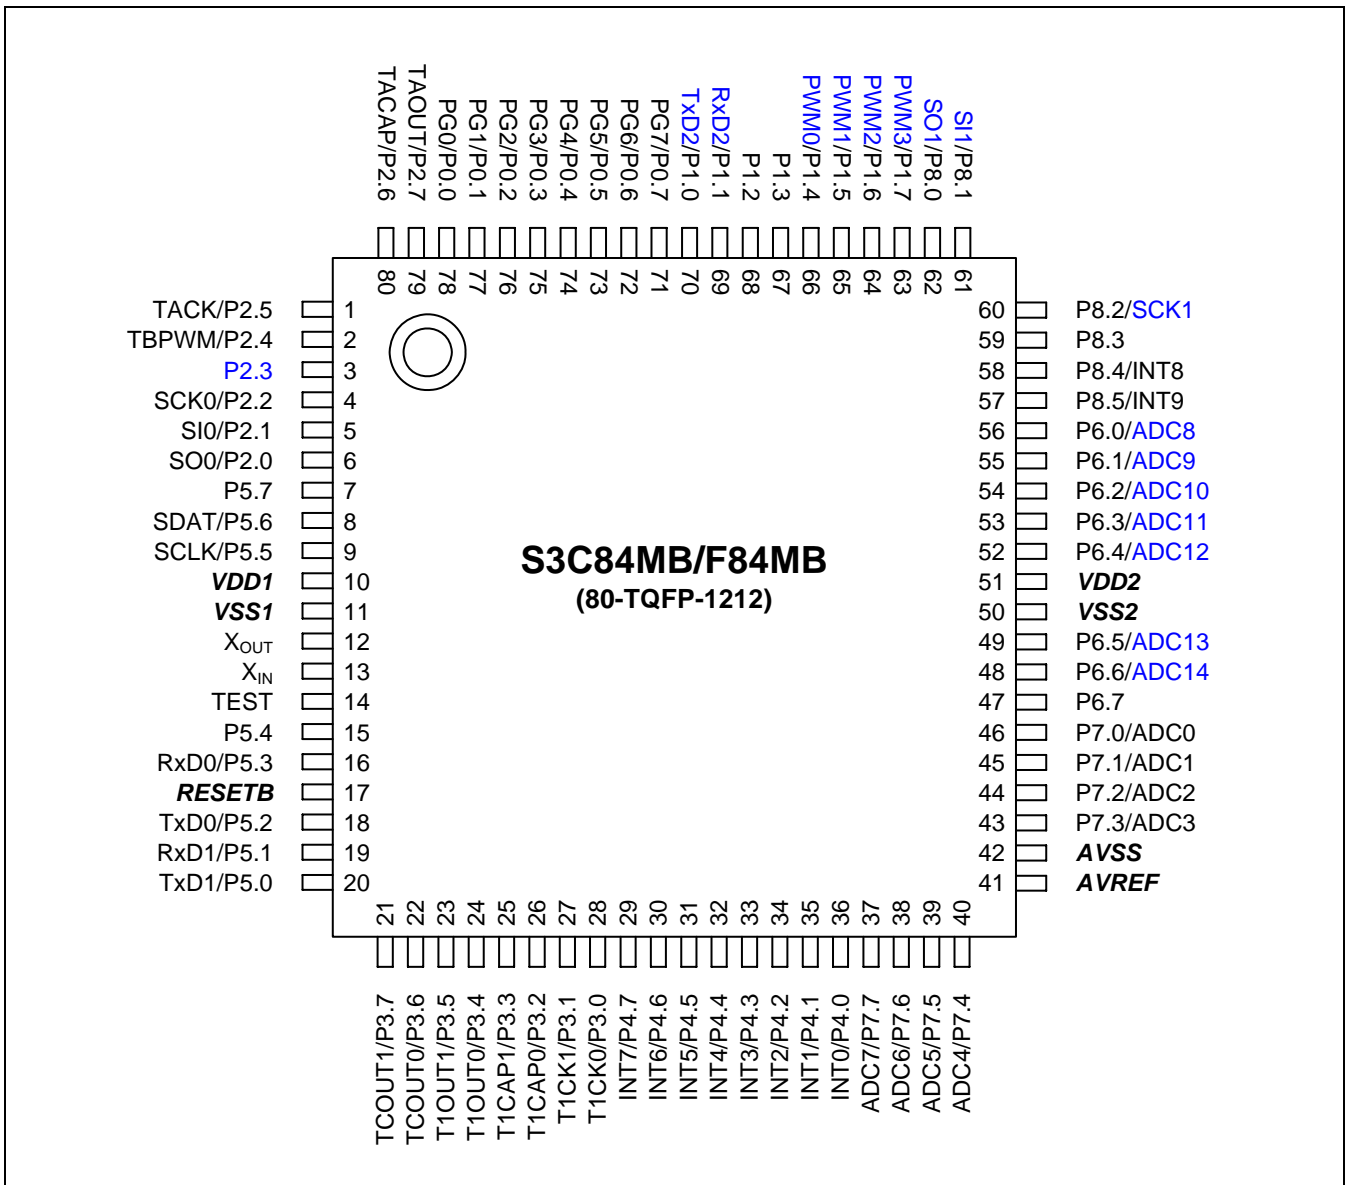 TACAP/P2.6
TAOUT/P2.7
PG0/P0.0
PG1/P0.1
PG2/P0.2
PG3/P0.3
PG4/P0.4
PG5/P0.5
PG6/P0.6
PG7/P0.7
TxD2/P1.0
RxD2/P1.1
P1.2
P1.3
PWM0/P1.4
PWM1/P1.5
PWM2/P1.6
PWM3/P1.7
SO1/P8.0
SI1/P8.1
80 79 78 77 76 75 74 73 72 71 70 69 68 67 66 65 64 63 62 61
TACK/P2.5 1
TBPWM/P2.4 2
P2.3 3
SCK0/P2.2 4
SI0/P2.1 5
SO0/P2.0 6
P5.7 7
SDAT/P5.6 8
SCLK/P5.5 9
VDD1 10
VSS1 11
XOUT 12
XIN 13
TEST 14
P5.4 15
RxD0/P5.3 16
RESETB 17
TxD0/P5.2 18
RxD1/P5.1 19
TxD1/P5.0 20
S3C84MB/F84MB
(80-TQFP-1212)
60 P8.2/SCK1
59 P8.3
58 P8.4/INT8
57 P8.5/INT9
56 P6.0/ADC8
55 P6.1/ADC9
54 P6.2/ADC10
53 P6.3/ADC11
52 P6.4/ADC12
51 VDD2
50 VSS2
49 P6.5/ADC13
48 P6.6/ADC14
47 P6.7
46 P7.0/ADC0
45 P7.1/ADC1
44 P7.2/ADC2
43 P7.3/ADC3
42 AVSS
41 AVREF
21 22 23 24 25 26 27 28 29 30 31 32 33 34 35 36 37 38 39 40
TCOUT1/P3.7
TCOUT0/P3.6
T1OUT1/P3.5
T1OUT0/P3.4
T1CAP1/P3.3
T1CAP0/P3.2
T1CK1/P3.1
T1CK0/P3.0
INT7/P4.7
INT6/P4.6
INT5/P4.5
INT4/P4.4
INT3/P4.3
INT2/P4.2
INT1/P4.1
INT0/P4.0
ADC7/P7.7
ADC6/P7.6
ADC5/P7.5
ADC4/P7.4